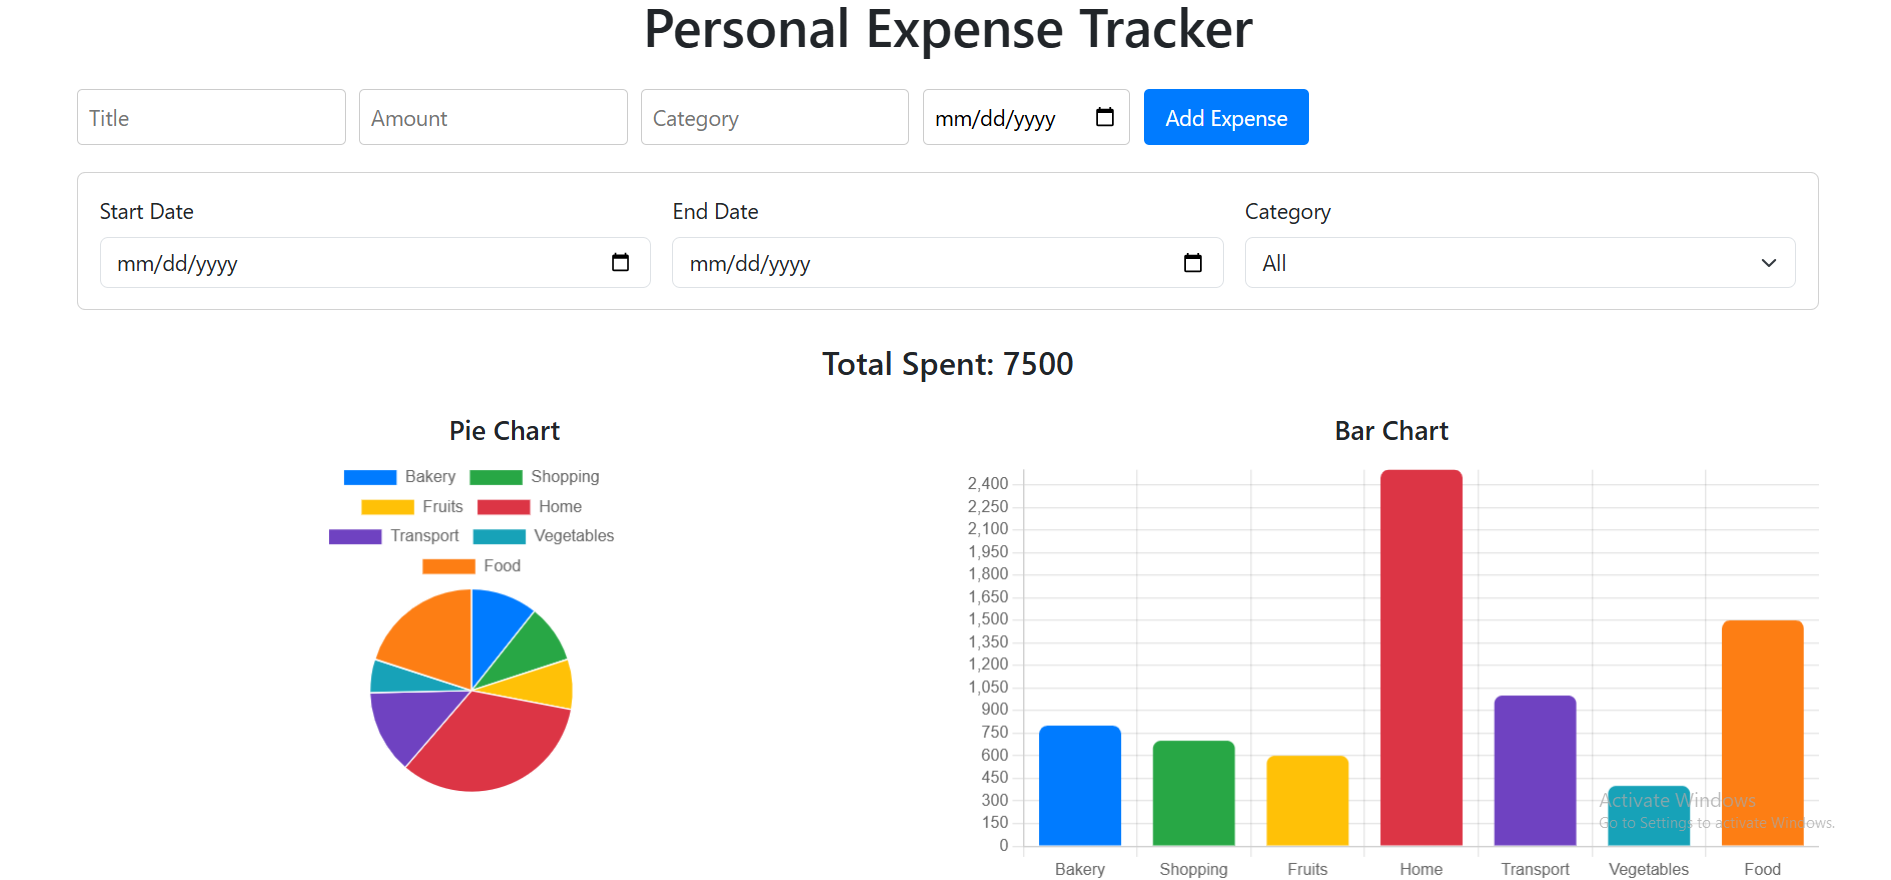 Personal Expense Tracker
Title Amount Category mm/dd/yyyy Add Expense
Start Date End Date Category
mm/dd/yyyy mm/dd/yyyy All
Total Spent: 7500
Pie Chart
Bakery Shopping
Fruits Home
Transport Vegetables
Food
Bar Chart
2,400
2,250
2,100
1,950
1,800
1,650
1,500
1,350
1,200
1,050
900
750
600
450
300
150
0
Bakery Shopping Fruits Home Transport Vegetables Food
Activate Windows
Go to Settings to activate Windows.